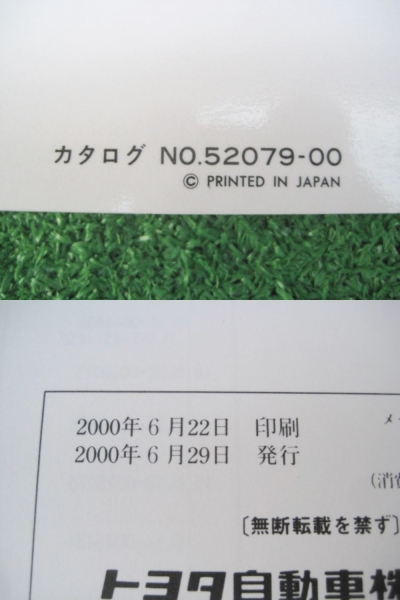 カタログ NO.52079-00
© PRINTED IN JAPAN
2000年6月22日 印刷
2000年6月29日 発行
(消費
〔無断転載を禁ず〕
トヨタ自動車株